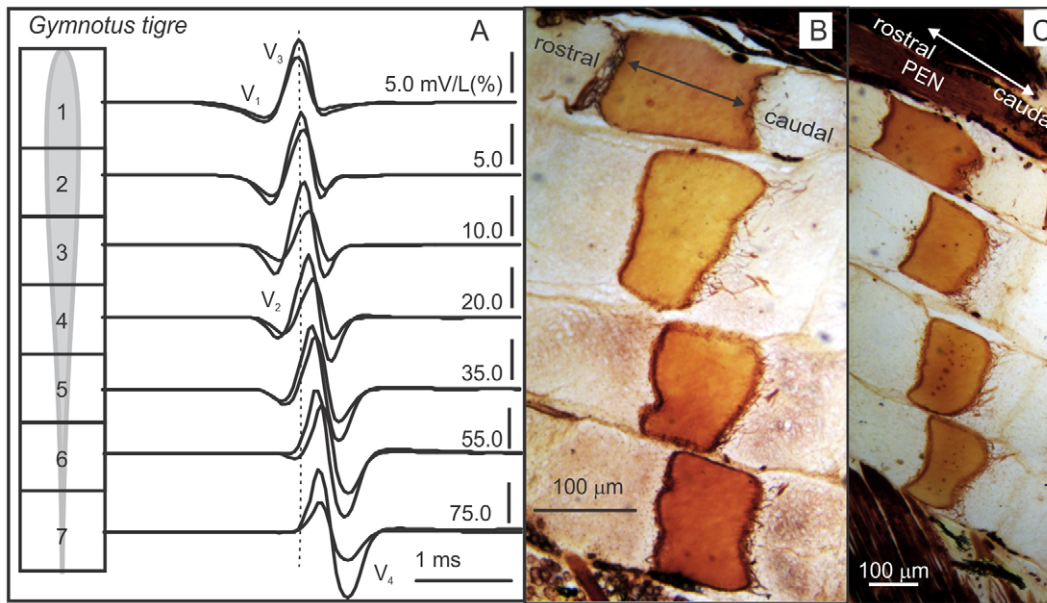 Gymnotus tigre
A
V3
V1
5.0 mV/L(%)
1
5.0
2
10.0
3
V2
20.0
4
35.0
5
55.0
6
75.0
7
1 ms
V4
B
rostral
caudal
100 µm
C
rostral
PEN
caudal
100 µm